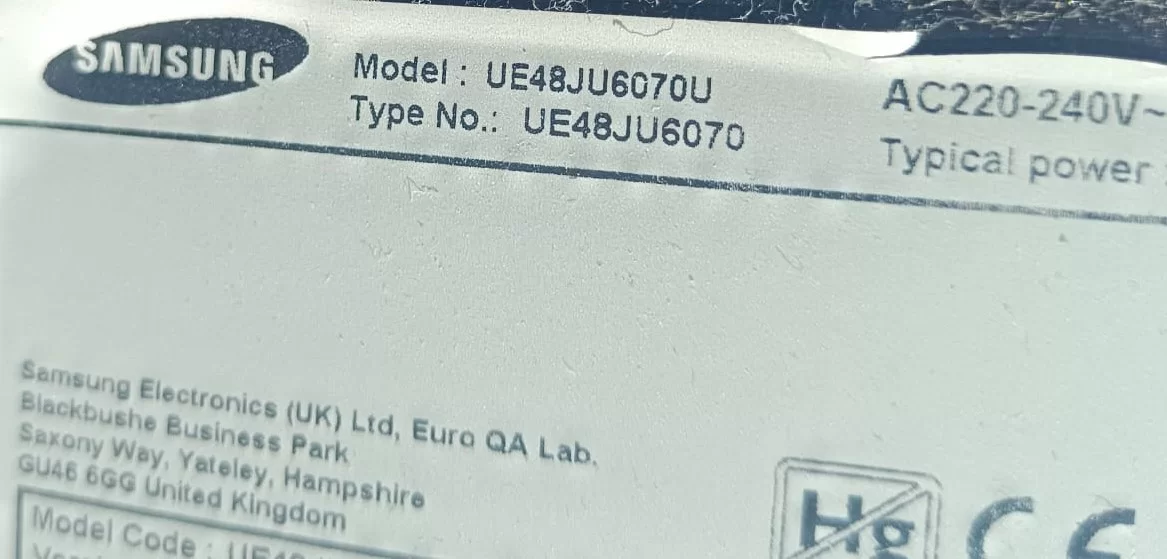 SAMSUNG
Model : UE48JU6070U
Type No.: UE48JU6070
AC220-240V~
Typical power
Samsung Electronics (UK) Ltd, Euro QA Lab.
Blackbushe Business Park
Saxony Way, Yateley, Hampshire
GU46 6GG United Kingdom
Hg
CE
Model Code :